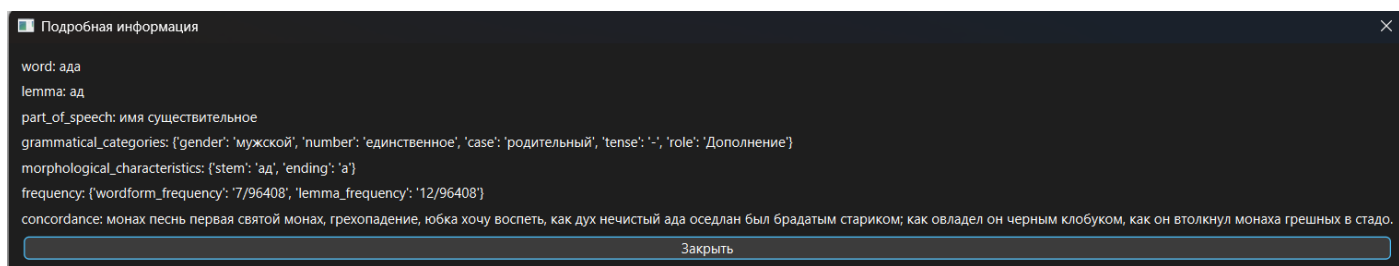 Подробная информация
word: ада
lemma: ад
part_of_speech: имя существительное
grammatical_categories: {'gender': 'мужской', 'number': 'единственное', 'case': 'родительный', 'tense': '-', 'role': 'Дополнение'}
morphological_characteristics: {'stem': 'ад', 'ending': 'а'}
frequency: {'wordform_frequency': '7/96408', 'lemma_frequency': '12/96408'}
concordance: монах песнь первая святой монах, грехопадение, юбка хочу воспеть, как дух нечистый ада оседлан был брадатым стариком; как овладел он черным клобуком, как он втолкнул монаха грешных в стадо.
Закрыть